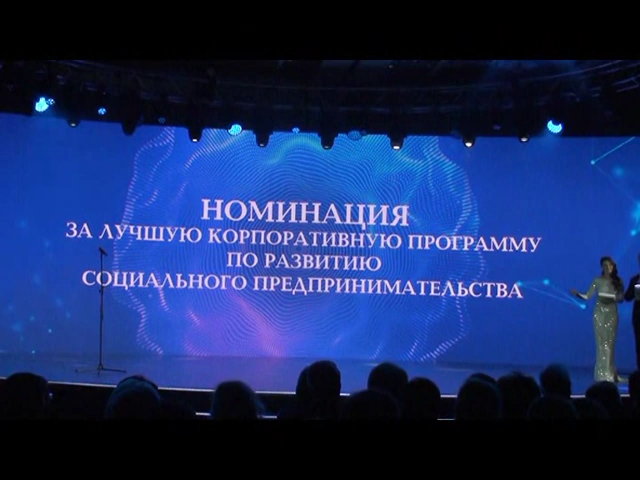 НОМИНАЦИЯ
ЗА ЛУЧШУЮ КОРПОРАТИВНУЮ ПРОГРАММУ
ПО РАЗВИТИЮ
СОЦИАЛЬНОГО ПРЕДПРИНИМАТЕЛЬСТВА